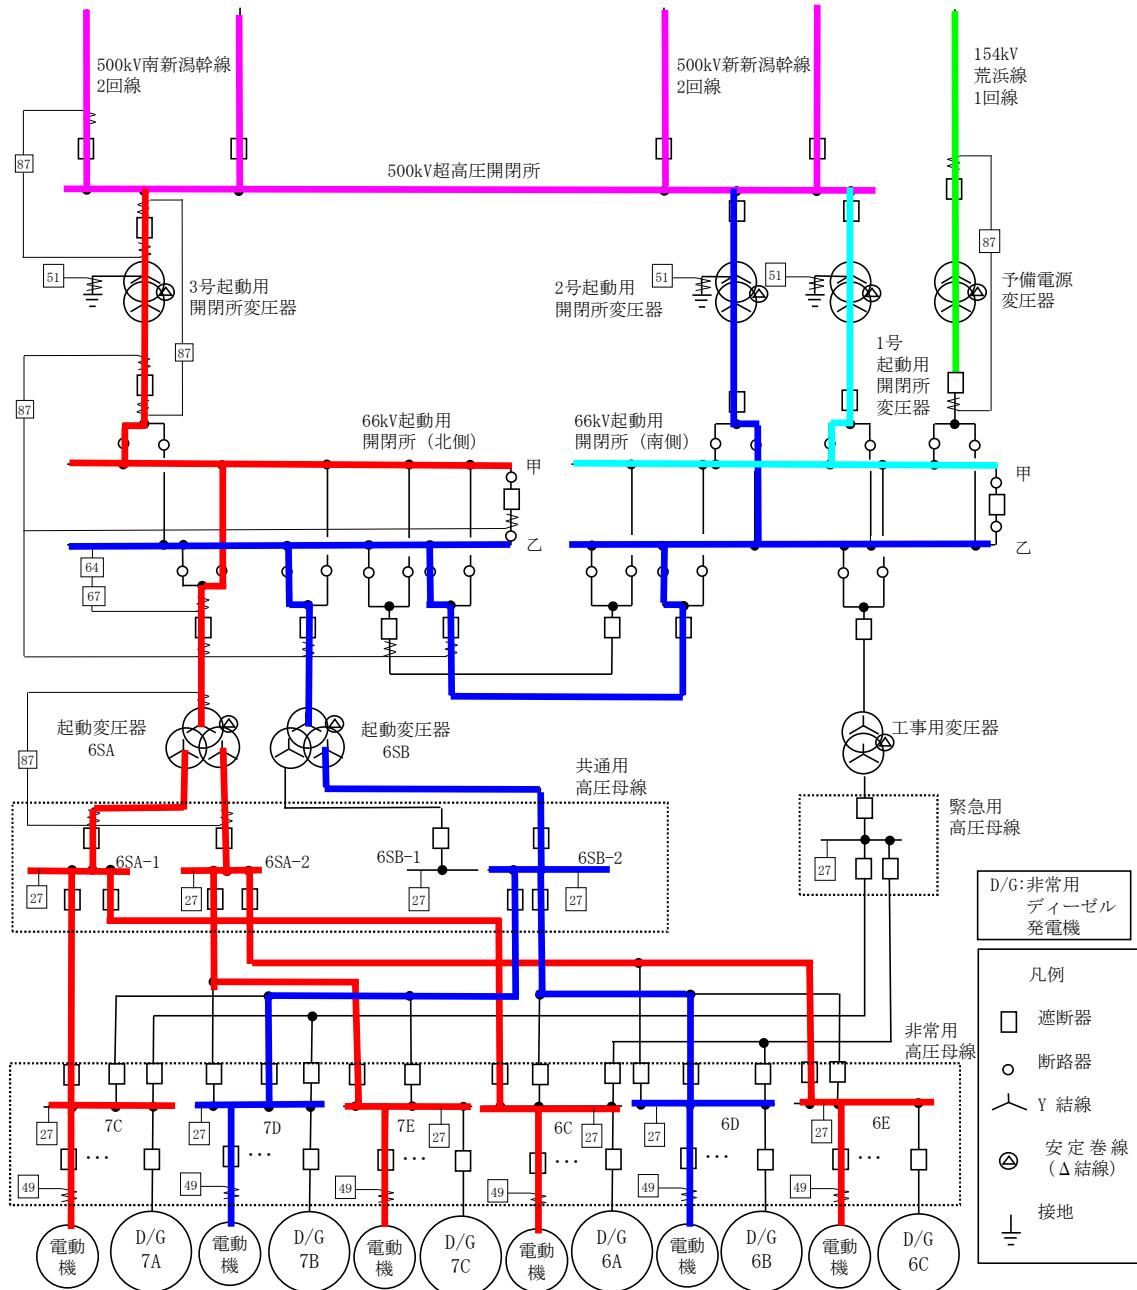 500kV南新潟幹線
2回線
500kV新新潟幹線
2回線
154kV
荒浜線
1回線
87
500kV超高圧開閉所
87
51
3号起動用
開閉所変圧器
51
2号起動用
開閉所変圧器
51
予備電源
変圧器
87
1号
起動用
開閉所
変圧器
87
66kV起動用
開閉所（北側）
66kV起動用
開閉所（南側）
甲
甲
乙
乙
64
67
起動変圧器
6SA
起動変圧器
6SB
工事用変圧器
87
共通用
高圧母線
緊急用
高圧母線
6SA-1
6SA-2
6SB-1
6SB-2
27
27
27
27
27
D/G:非常用
ディーゼル
発電機
凡例
遮断器
断路器
Y 結線
安定巻線
(Δ結線)
接地
非常用
高圧母線
7C
7D
7E
6C
6D
6E
27
27
27
27
27
27
…
…
…
…
…
…
49
49
49
49
49
49
電動
機
D/G
7A
電動
機
D/G
7B
電動
機
D/G
7C
電動
機
D/G
6A
電動
機
D/G
6B
電動
機
D/G
6C